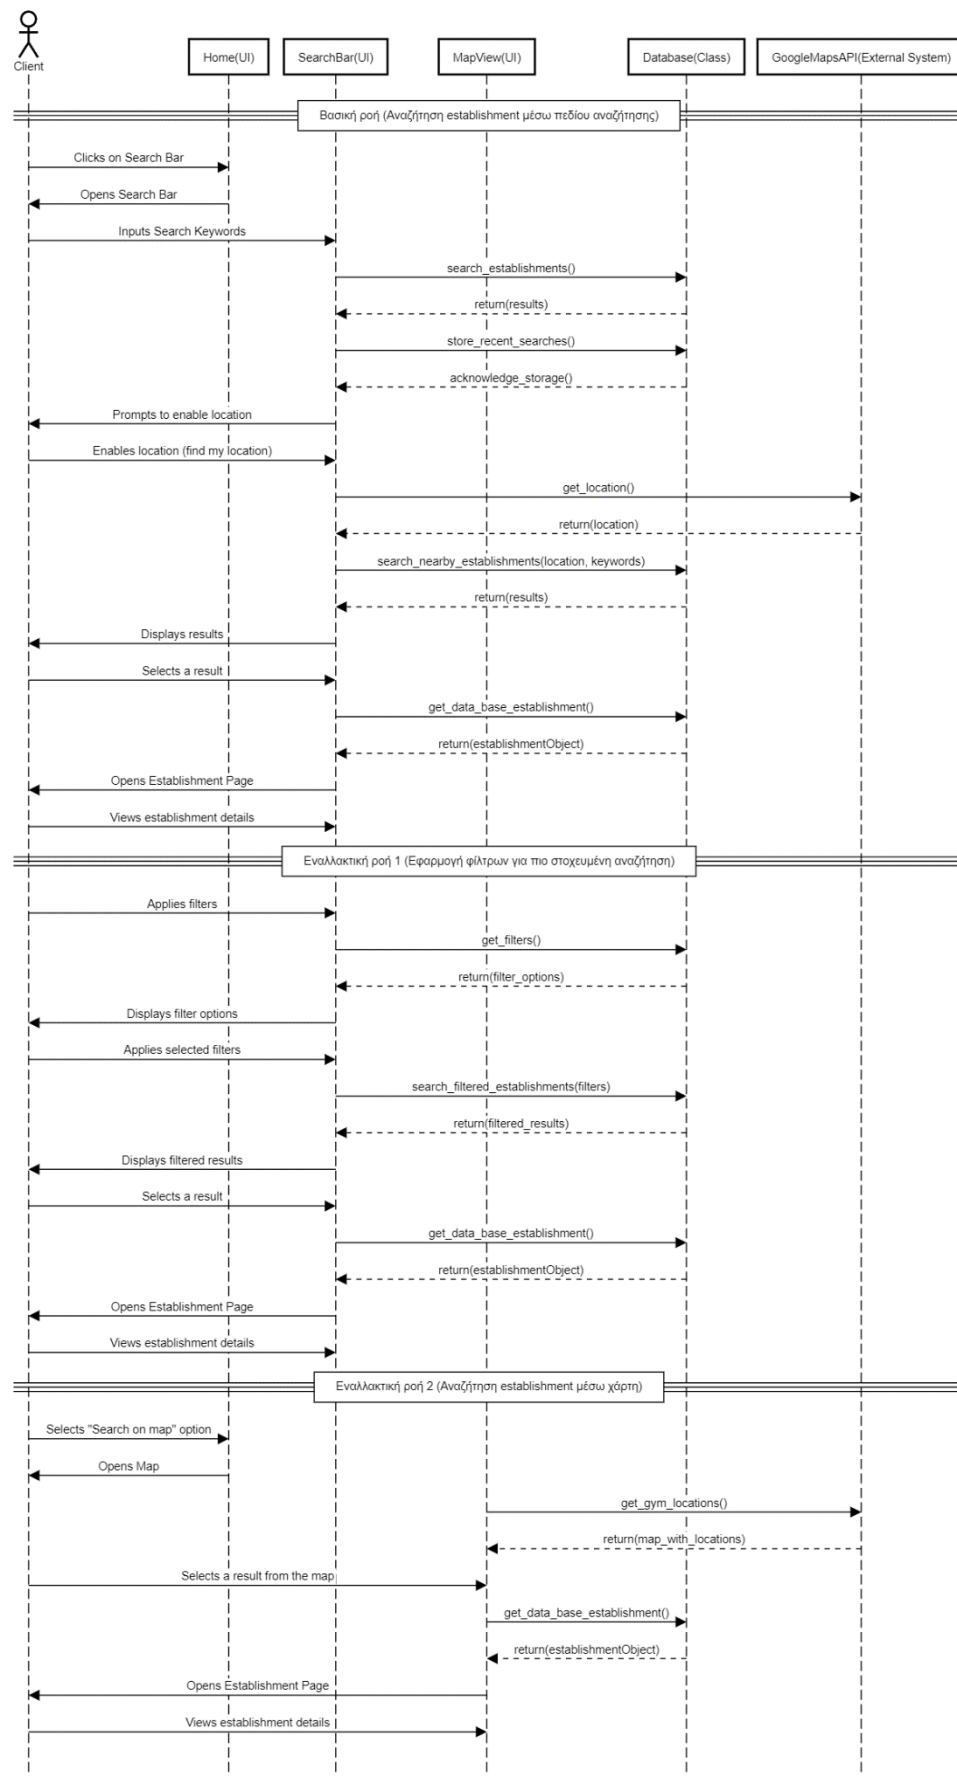 Client
Home(UI)
SearchBar(UI)
MapView(UI)
Database(Class)
GoogleMapsAPI(External System)
Βασική ροή (Αναζήτηση establishment μέσω πεδίου αναζήτησης)
Clicks on Search Bar
Opens Search Bar
Inputs Search Keywords
search_establishments()
return(results)
store_recent_searches()
acknowledge_storage()
Prompts to enable location
Enables location (find my location)
get_location()
return(location)
search_nearby_establishments(location, keywords)
return(results)
Displays results
Selects a result
get_data_base_establishment()
return(establishmentObject)
Opens Establishment Page
Views establishment details
Εναλλακτική ροή 1 (Εφαρμογή φίλτρων για πιο στοχευμένη αναζήτηση)
Applies filters
get_filters()
return(filter_options)
Displays filter options
Applies selected filters
search_filtered_establishments(filters)
return(filtered_results)
Displays filtered results
Selects a result
get_data_base_establishment()
return(establishmentObject)
Opens Establishment Page
Views establishment details
Εναλλακτική ροή 2 (Αναζήτηση establishment μέσω χάρτη)
Selects "Search on map" option
Opens Map
get_gym_locations()
return(map_with_locations)
Selects a result from the map
get_data_base_establishment()
return(establishmentObject)
Opens Establishment Page
Views establishment details